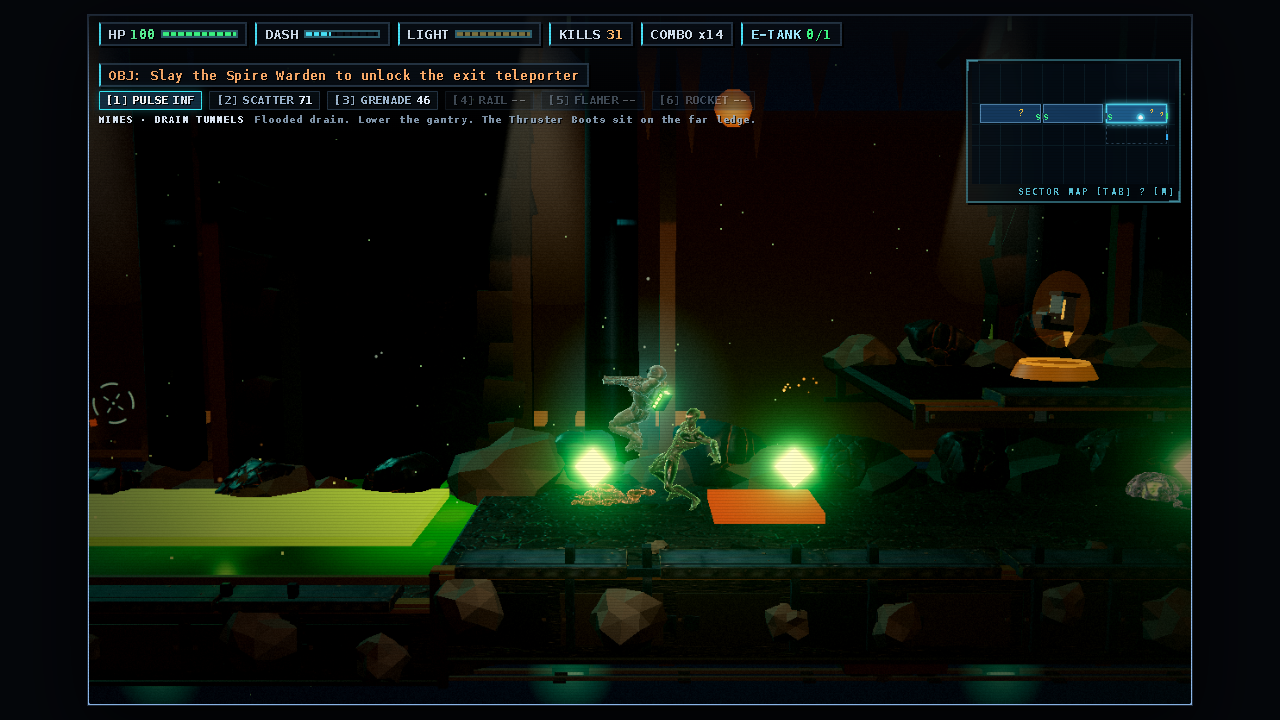 HP 100 DASH LIGHT KILLS 31 COMBO x14 E-TANK 0/1
OBJ: Slay the Spire Warden to unlock the exit teleporter
[1] PULSE INF [2] SCATTER 71 [3] GRENADE 46 [4] RAIL -- [5] FLAMER -- [6] ROCKET --
MINES · DRAIN TUNNELS Flooded drain. Lower the gantry. The Thruster Boots sit on the far ledge.
? S S S ? ?
SECTOR MAP [TAB] ? [M]